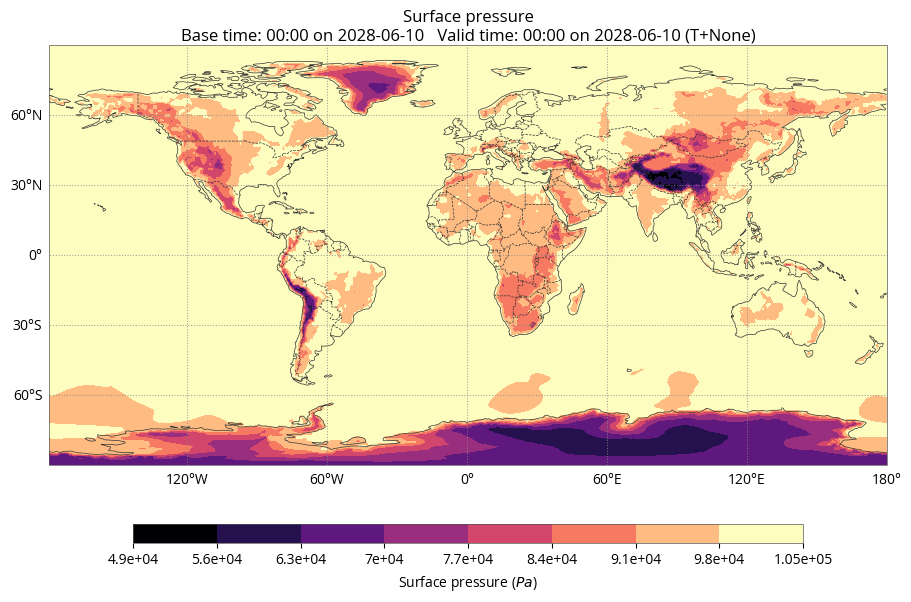 Surface pressure
Base time: 00:00 on 2028-06-10   Valid time: 00:00 on 2028-06-10 (T+None)
60°N
30°N
0°
30°S
60°S
120°W 60°W 0° 60°E 120°E 180°
4.9e+04 5.6e+04 6.3e+04 7e+04 7.7e+04 8.4e+04 9.1e+04 9.8e+04 1.05e+05
Surface pressure (Pa)